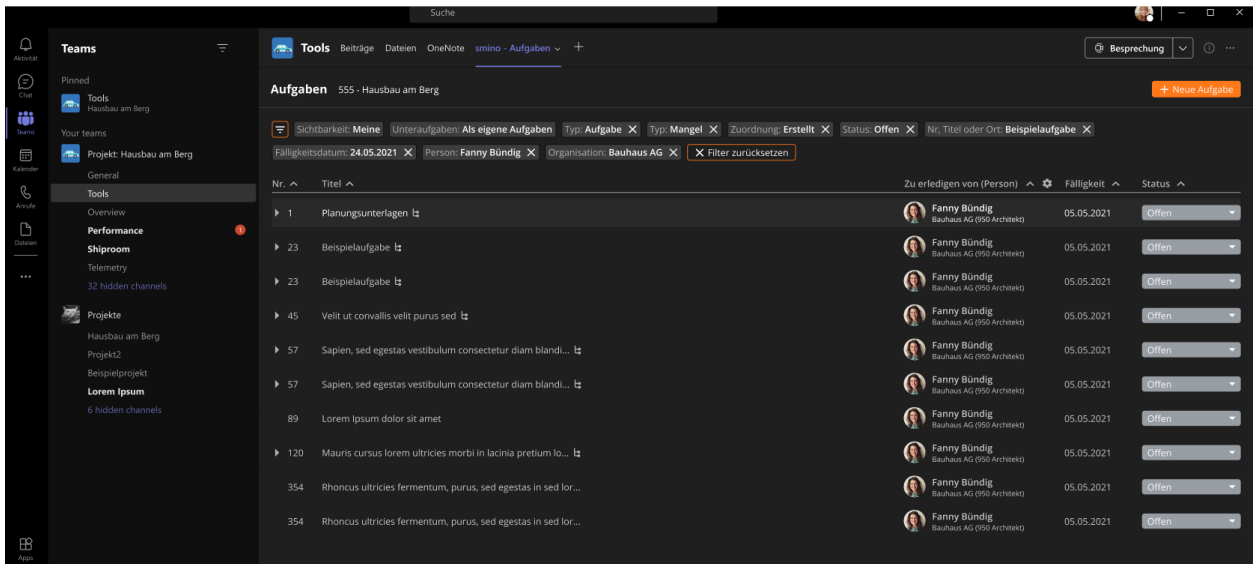 Suche
Aktivität
Chat
Teams
Kalender
Anrufe
Dateien
Apps
Teams
Pinned
Tools
Hausbau am Berg
Your teams
Projekt: Hausbau am Berg
General
Tools
Overview
Performance 1
Shiproom
Telemetry
32 hidden channels
Projekte
Hausbau am Berg
Projekt2
Beispielprojekt
Lorem Ipsum
6 hidden channels
Tools Beiträge Dateien OneNote smino - Aufgaben Besprechung
Aufgaben 555 - Hausbau am Berg + Neue Aufgabe
Sichtbarkeit: Meine Unteraufgaben: Als eigene Aufgaben Typ: Aufgabe X Typ: Mangel X Zuordnung: Erstellt X Status: Offen X Nr, Titel oder Ort: Beispielaufgabe X
Fälligkeitsdatum: 24.05.2021 X Person: Fanny Bündig X Organisation: Bauhaus AG X X Filter zurücksetzen
Nr. Titel Zu erledigen von (Person) Fälligkeit Status
1 Planungsunterlagen Fanny Bündig 05.05.2021 Offen
Bauhaus AG (950 Architekt)
23 Beispielaufgabe Fanny Bündig 05.05.2021 Offen
Bauhaus AG (950 Architekt)
23 Beispielaufgabe Fanny Bündig 05.05.2021 Offen
Bauhaus AG (950 Architekt)
45 Velit ut convallis velit purus sed Fanny Bündig 05.05.2021 Offen
Bauhaus AG (950 Architekt)
57 Sapien, sed egestas vestibulum consectetur diam blandi... Fanny Bündig 05.05.2021 Offen
Bauhaus AG (950 Architekt)
57 Sapien, sed egestas vestibulum consectetur diam blandi... Fanny Bündig 05.05.2021 Offen
Bauhaus AG (950 Architekt)
89 Lorem Ipsum dolor sit amet Fanny Bündig 05.05.2021 Offen
Bauhaus AG (950 Architekt)
120 Mauris cursus lorem ultricies morbi in lacinia pretium lo... Fanny Bündig 05.05.2021 Offen
Bauhaus AG (950 Architekt)
354 Rhoncus ultricies fermentum, purus, sed egestas in sed lor... Fanny Bündig 05.05.2021 Offen
Bauhaus AG (950 Architekt)
354 Rhoncus ultricies fermentum, purus, sed egestas in sed lor... Fanny Bündig 05.05.2021 Offen
Bauhaus AG (950 Architekt)